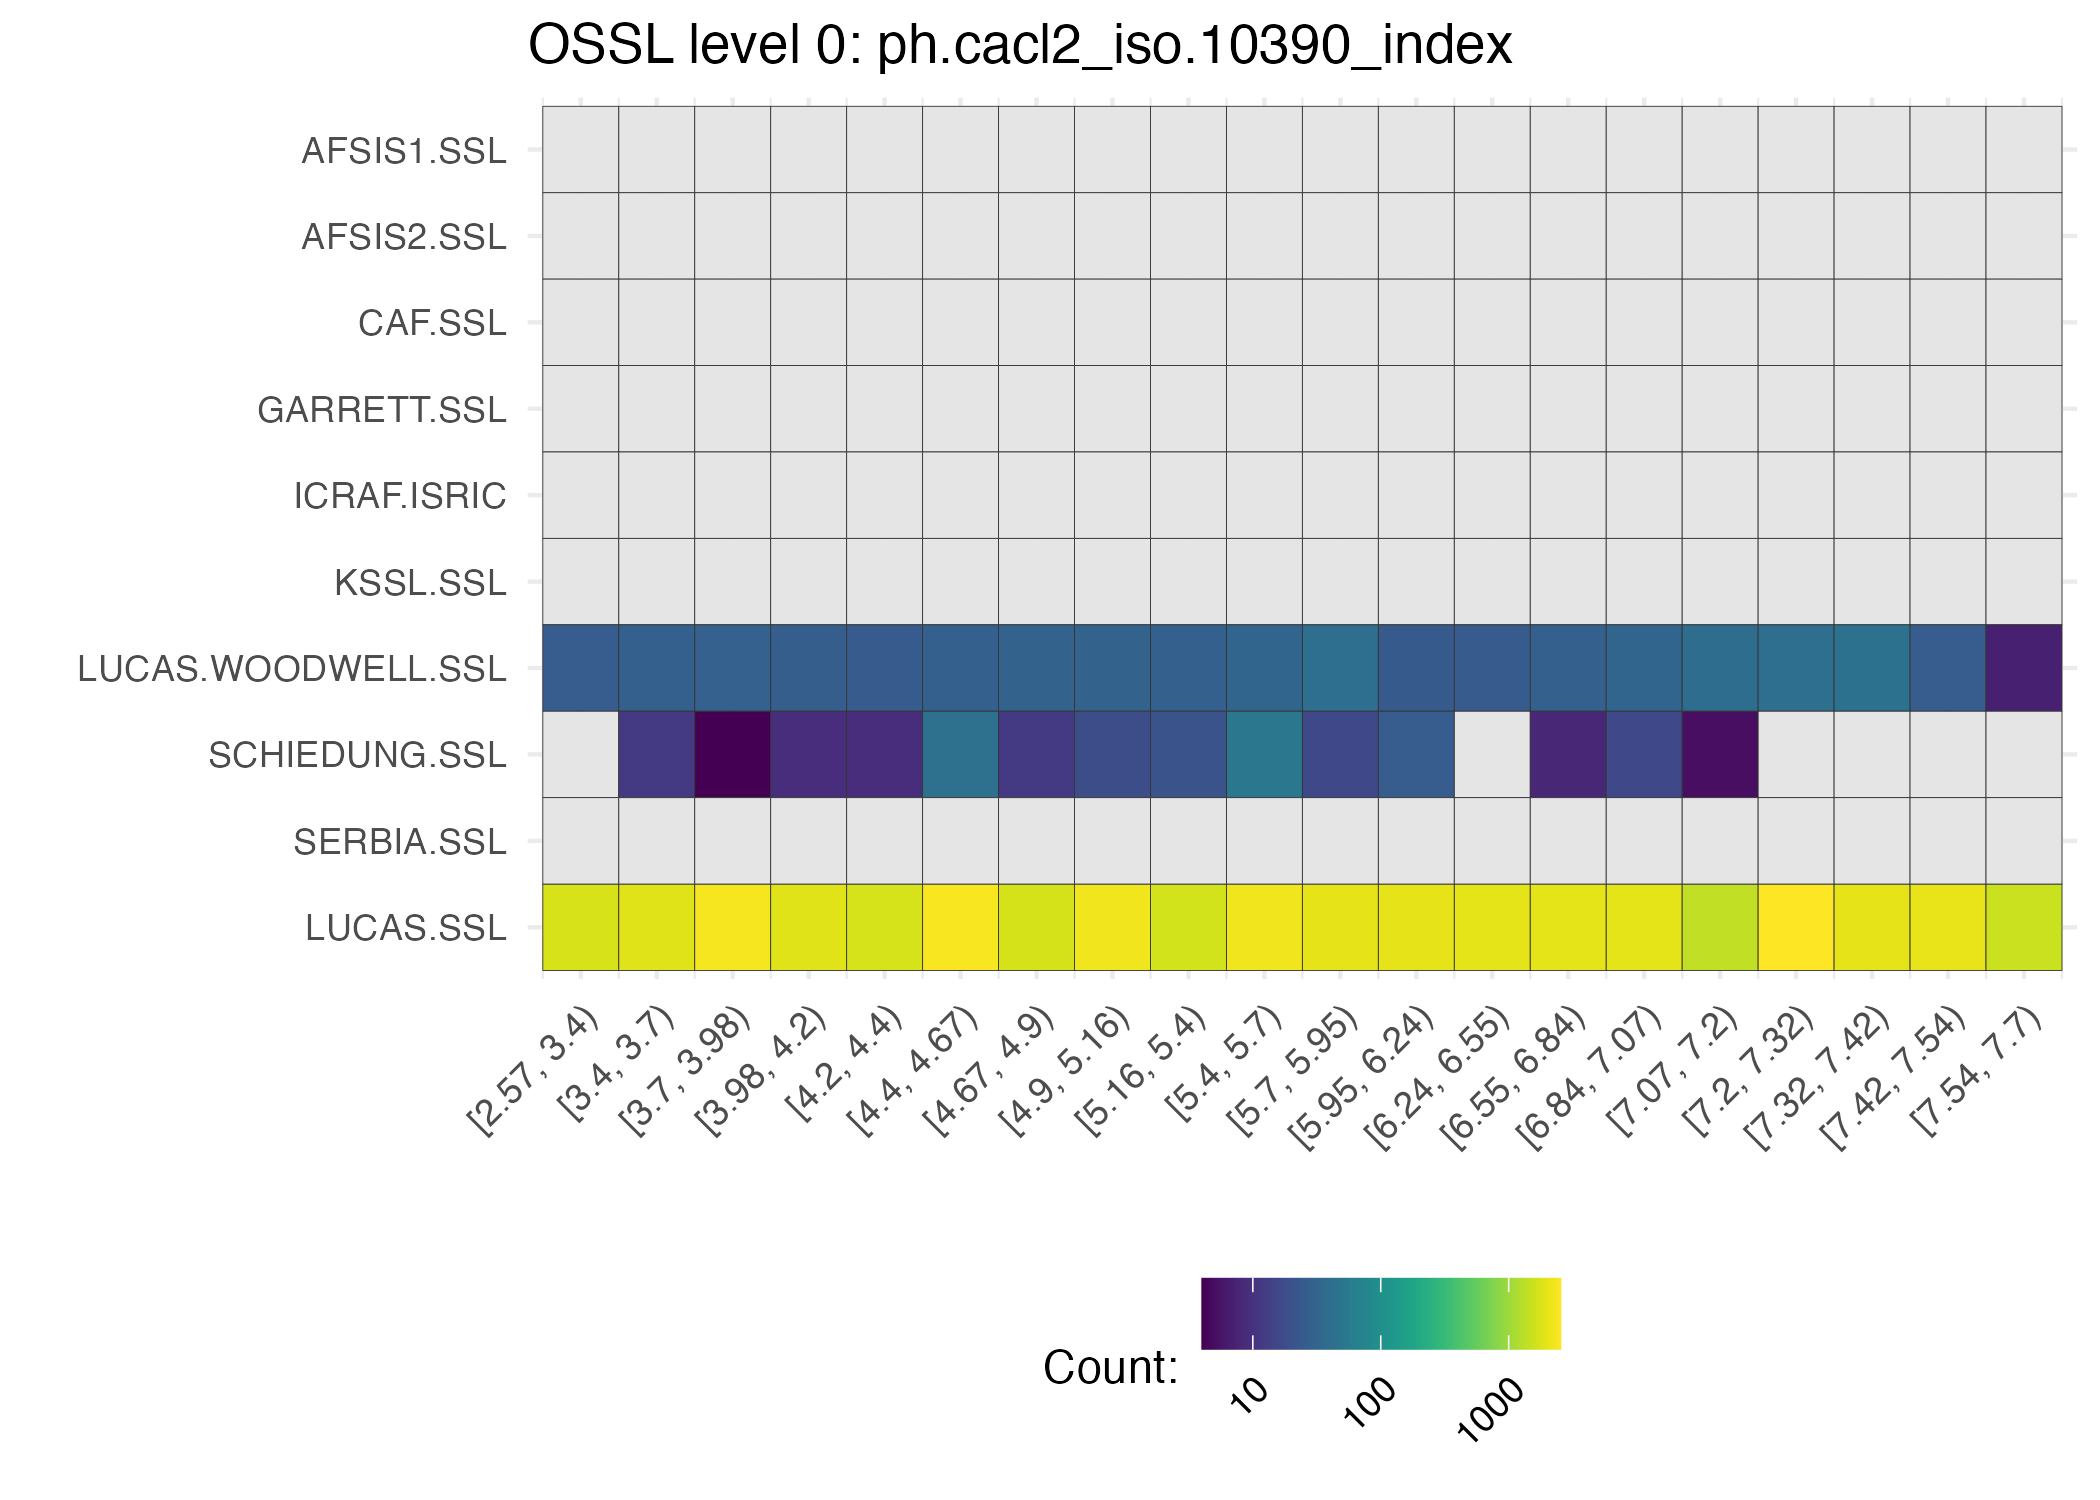 OSSL level 0: ph.cacl2_iso.10390_index
AFSIS1.SSL
AFSIS2.SSL
CAF.SSL
GARRETT.SSL
ICRAF.ISRIC
KSSL.SSL
LUCAS.WOODWELL.SSL
SCHIEDUNG.SSL
SERBIA.SSL
LUCAS.SSL
[2.57, 3.4)
[3.4, 3.7)
[3.7, 3.98)
[3.98, 4.2)
[4.2, 4.4)
[4.4, 4.67)
[4.67, 4.9)
[4.9, 5.16)
[5.16, 5.4)
[5.4, 5.7)
[5.7, 5.95)
[5.95, 6.24)
[6.24, 6.55)
[6.55, 6.84)
[6.84, 7.07)
[7.07, 7.2)
[7.2, 7.32)
[7.32, 7.42)
[7.42, 7.54)
[7.54, 7.7)
Count:
10
100
1000